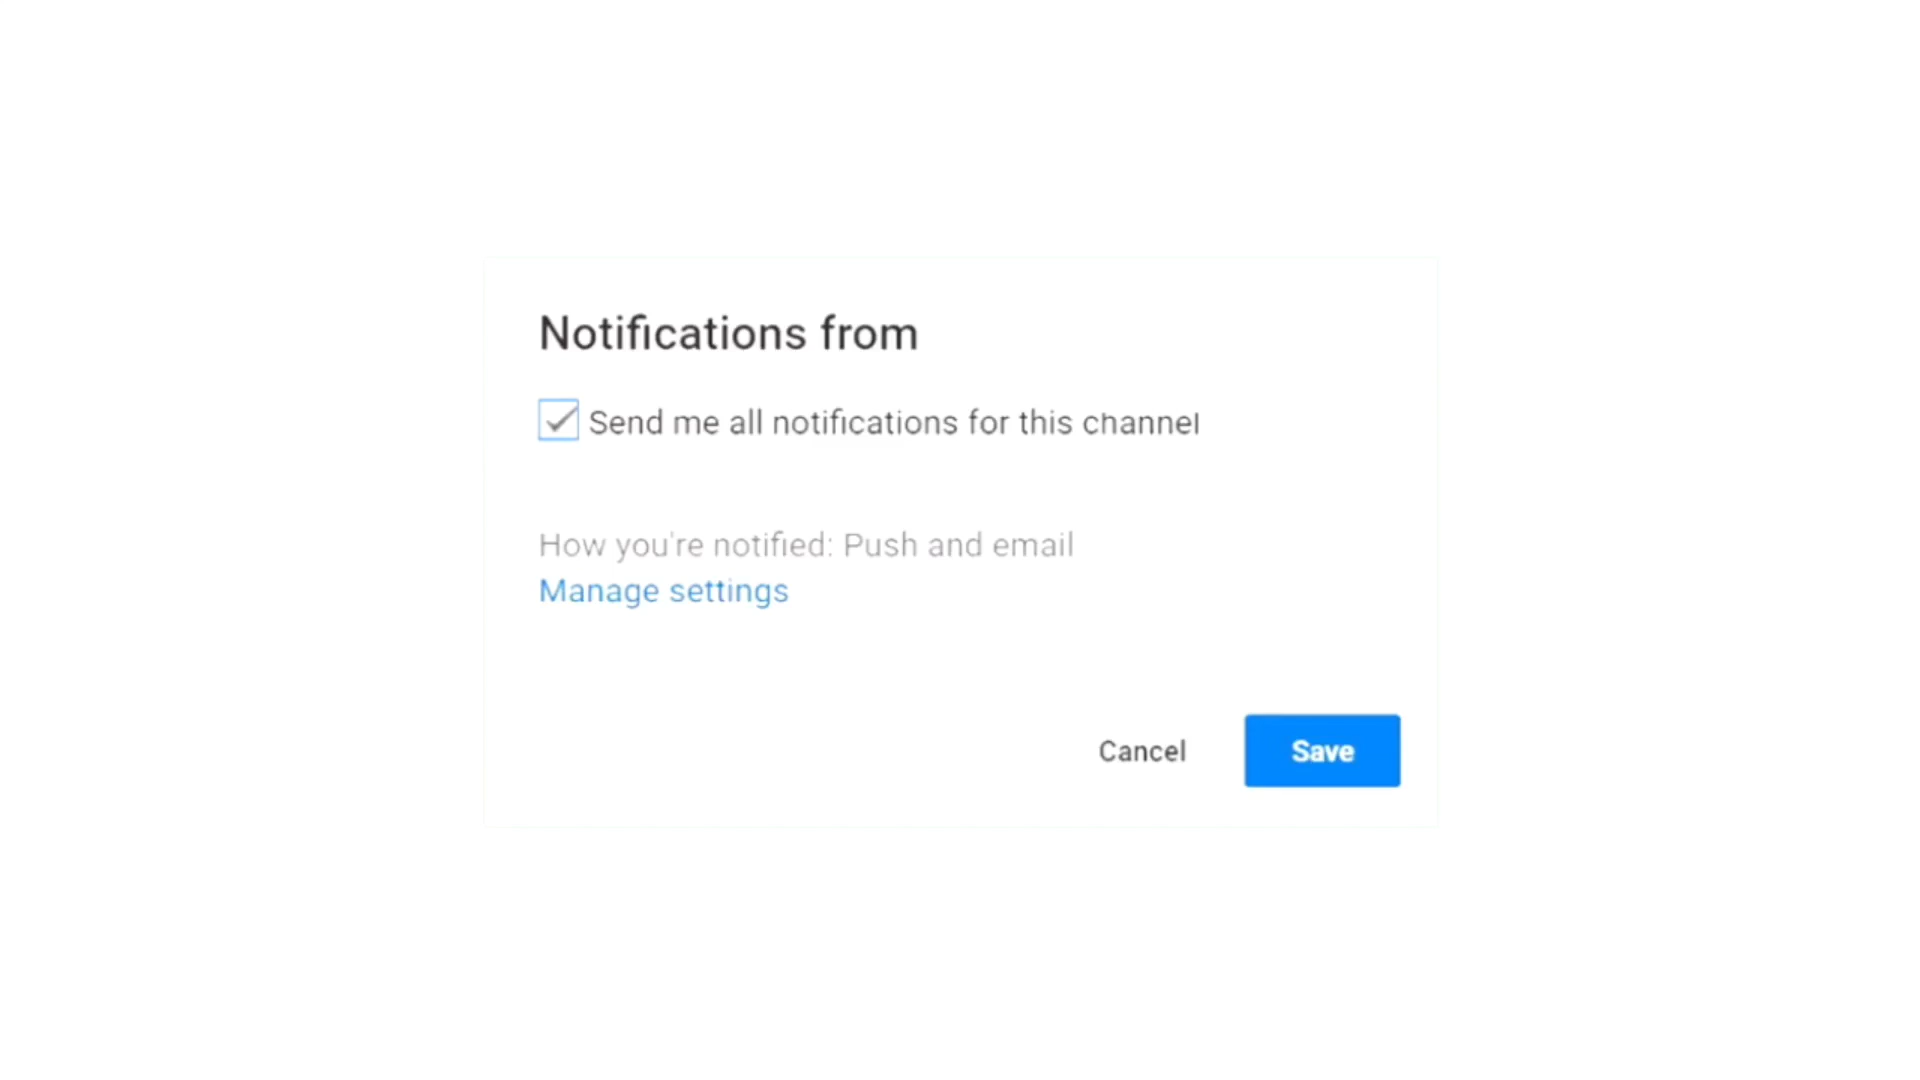 Notifications from
Send me all notifications for this channel
How you're notified: Push and email
Manage settings
Cancel
Save